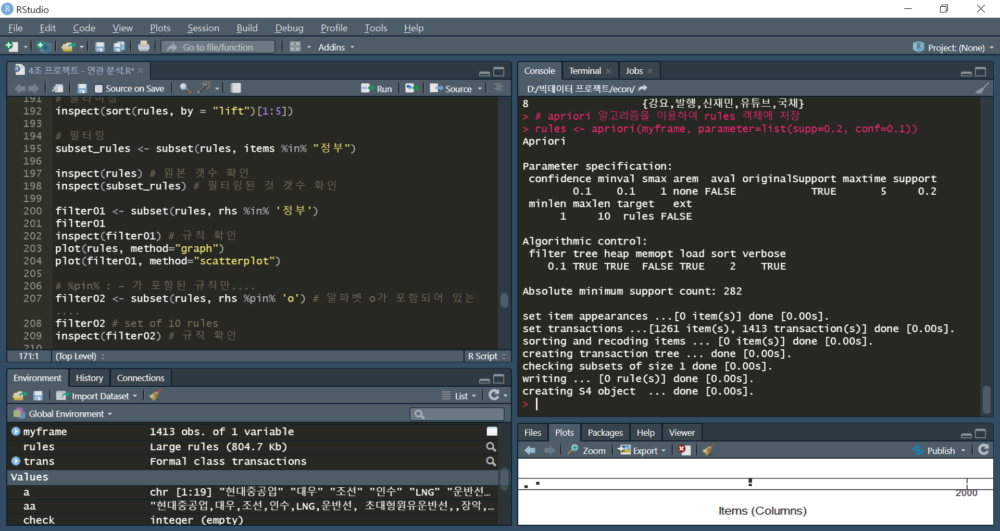 RStudio
File Edit Code View Plots Session Build Debug Profile Tools Help
Go to file/function Addins Project: (None)
4조 프로젝트 - 연관 분석.R*
Source on Save Run Source
191 #
192 inspect(sort(rules, by = "lift")[1:5])
193
194 # 필터링
195 subset_rules <- subset(rules, items %in% "정부")
196
197 inspect(rules) # 원본 갯수 확인
198 inspect(subset_rules) # 필터링된 것 갯수 확인
199
200 filter01 <- subset(rules, rhs %in% '정부')
201 filter01
202 inspect(filter01) # 규칙 확인
203 plot(rules, method="graph")
204 plot(filter01, method="scatterplot")
205
206 # %pin% : ~ 가 포함된 규칙만....
207 filter02 <- subset(rules, rhs %pin% 'o') # 알파벳 o가 포함되어 있는
....
208 filter02 # set of 10 rules
209 inspect(filter02) # 규칙 확인
210
171:1 (Top Level) R Script
Environment History Connections
Import Dataset List
Global Environment
myframe 1413 obs. of 1 variable
rules Large rules (804.7 Kb)
trans Formal class transactions
Values
a chr [1:19] "현대중공업" "대우" "조선" "인수" "LNG" "운반선…
aa "현대중공업,대우,조선,인수,LNG,운반선, 초대형원유운반선,,장악,…
check integer (empty)
Console Terminal Jobs
D:/빅데이터 프로젝트/econ/
8 {강요,발행,신재민,유튜브,국채}
> # apriori 알고리즘을 이용하여 rules 객체에 저장
> rules <- apriori(myframe, parameter=list(supp=0.2, conf=0.1))
Apriori
Parameter specification:
confidence minval smax arem aval originalSupport maxtime support
0.1 0.1 1 none FALSE TRUE 5 0.2
minlen maxlen target ext
1 10 rules FALSE
Algorithmic control:
filter tree heap memopt load sort verbose
0.1 TRUE TRUE FALSE TRUE 2 TRUE
Absolute minimum support count: 282
set item appearances ...[0 item(s)] done [0.00s].
set transactions ...[1261 item(s), 1413 transaction(s)] done [0.00s].
sorting and recoding items ... [0 item(s)] done [0.00s].
creating transaction tree ... done [0.00s].
checking subsets of size 1 done [0.00s].
writing ... [0 rule(s)] done [0.00s].
creating S4 object ... done [0.00s].
>
Files Plots Packages Help Viewer
Zoom Export Publish
2000
Items (Columns)